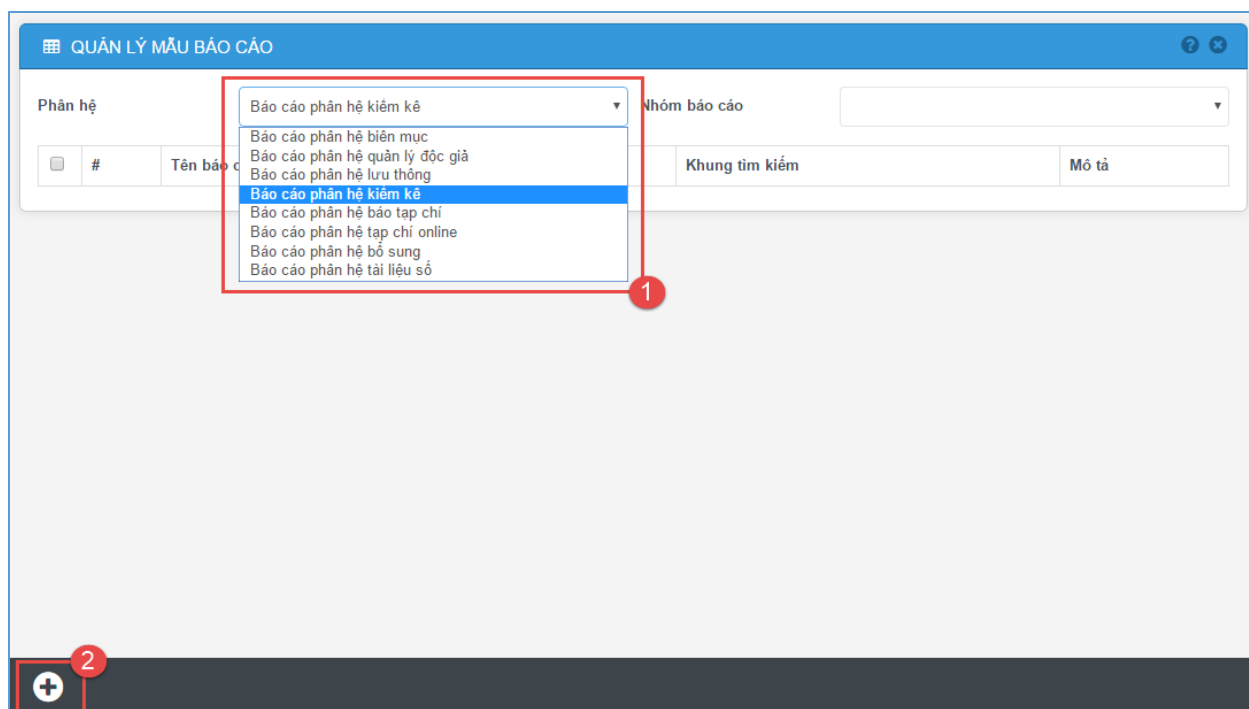 QUẢN LÝ MẪU BÁO CÁO
Phân hệ
Báo cáo phân hệ kiểm kê
Nhóm báo cáo
Báo cáo phân hệ biên mục
Báo cáo phân hệ quản lý độc giả
Báo cáo phân hệ lưu thông
Báo cáo phân hệ kiểm kê
Báo cáo phân hệ báo tạp chí
Báo cáo phân hệ tạp chí online
Báo cáo phân hệ bổ sung
Báo cáo phân hệ tài liệu số
# Tên báo c Khung tìm kiếm Mô tả
1
2